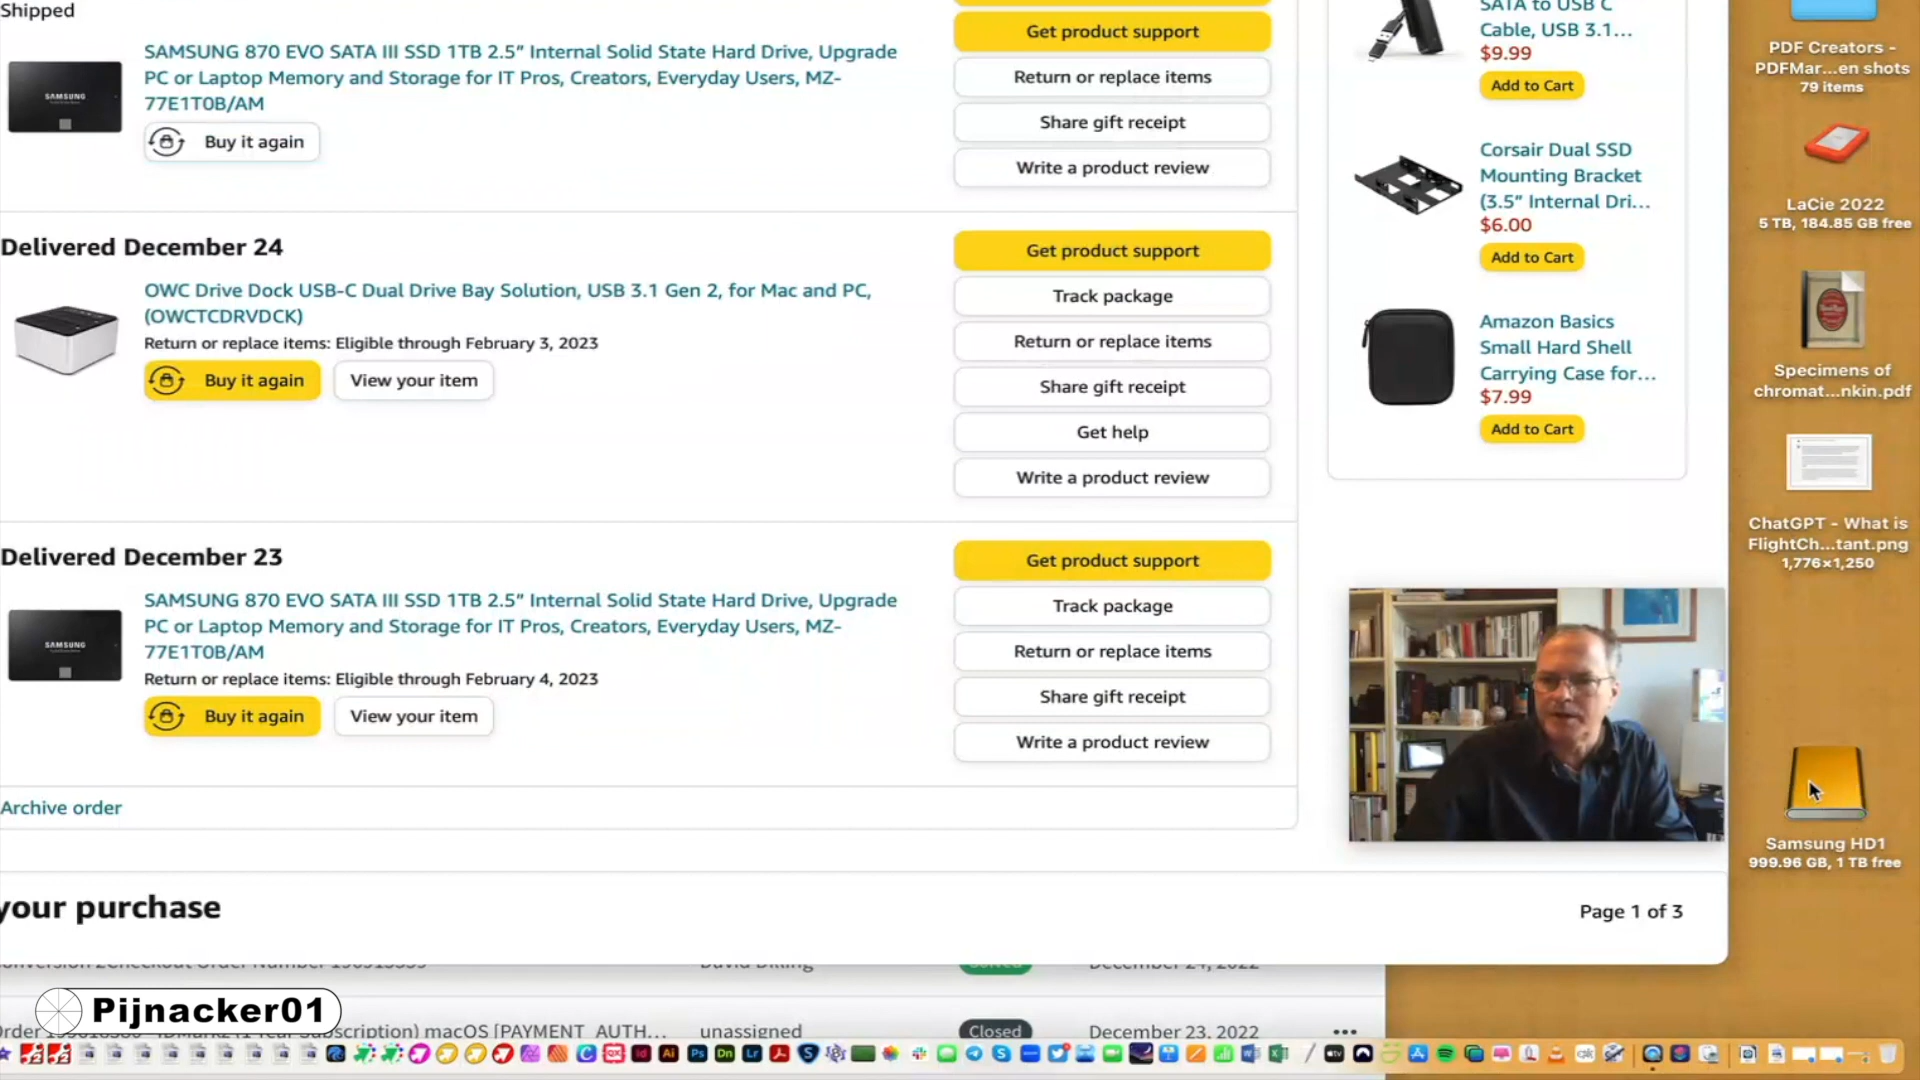 Shipped
SAMSUNG 870 EVO SATA III SSD 1TB 2.5” Internal Solid State Hard Drive, Upgrade
PC or Laptop Memory and Storage for IT Pros, Creators, Everyday Users, MZ-
77E1T0B/AM
Buy it again
Get product support
Return or replace items
Share gift receipt
Write a product review
Delivered December 24
OWC Drive Dock USB-C Dual Drive Bay Solution, USB 3.1 Gen 2, for Mac and PC,
(OWCTCDRVDCK)
Return or replace items: Eligible through February 3, 2023
Buy it again
View your item
Get product support
Track package
Return or replace items
Share gift receipt
Get help
Write a product review
Delivered December 23
SAMSUNG
SAMSUNG 870 EVO SATA III SSD 1TB 2.5” Internal Solid State Hard Drive, Upgrade
PC or Laptop Memory and Storage for IT Pros, Creators, Everyday Users, MZ-
77E1T0B/AM
Return or replace items: Eligible through February 4, 2023
Buy it again
View your item
Get product support
Track package
Return or replace items
Share gift receipt
Write a product review
Archive order
SATA to USB C
Cable, USB 3.1...
$9.99
Add to Cart
Corsair Dual SSD
Mounting Bracket
(3.5” Internal Dri...
$6.00
Add to Cart
Amazon Basics
Small Hard Shell
Carrying Case for...
$7.99
Add to Cart
your purchase
Page 1 of 3
David Dilling
December 24, 2022
(1 Year Subscription) macOS [PAYMENT_AUTH...
unassigned
Closed
December 23, 2022
Pijnacker01
PDF Creators -
PDFMar...en shots
79 items
LaCie 2022
5 TB, 184.85 GB free
Specimens of
chromat...nkin.pdf
ChatGPT - What is
FlightCh...tant.png
1,776×1,250
Samsung HD1
999.96 GB, 1 TB free